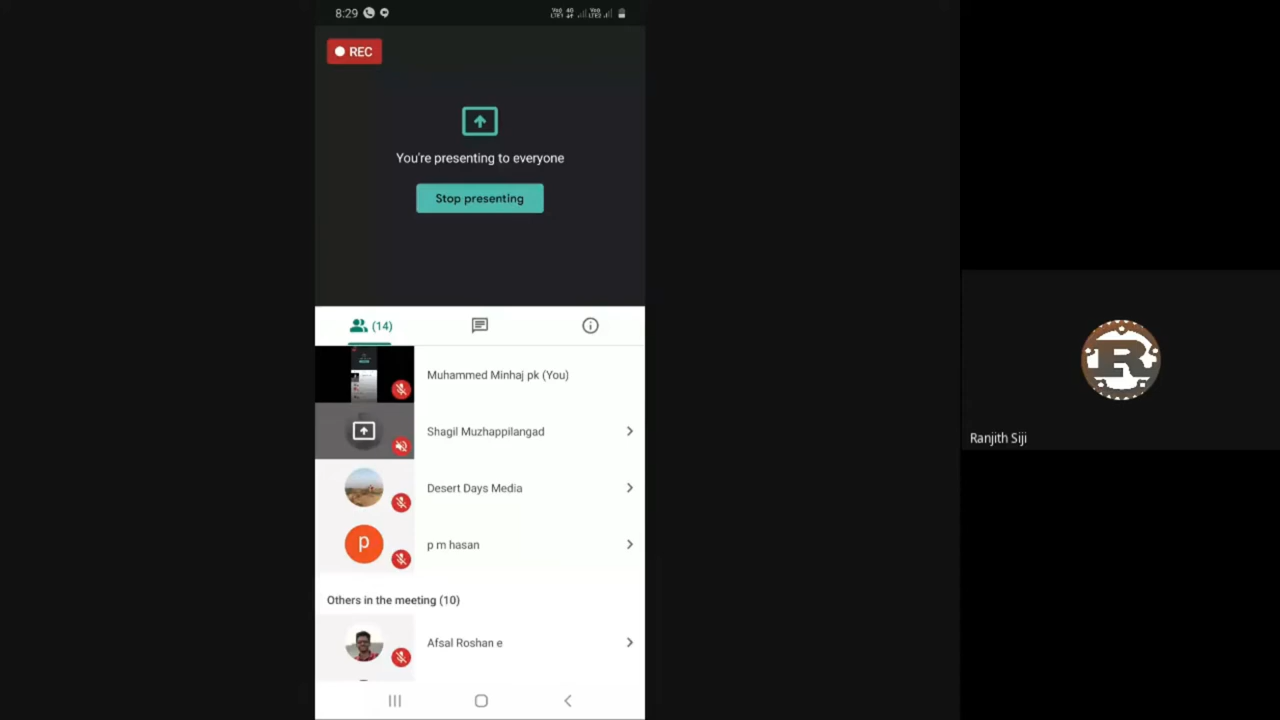 8:29
REC
You're presenting to everyone
Stop presenting
(14)
Muhammed Minhaj pk (You)
Shagil Muzhappilangad
Desert Days Media
p
p m hasan
Others in the meeting (10)
Afsal Roshan e
R
Ranjith Siji